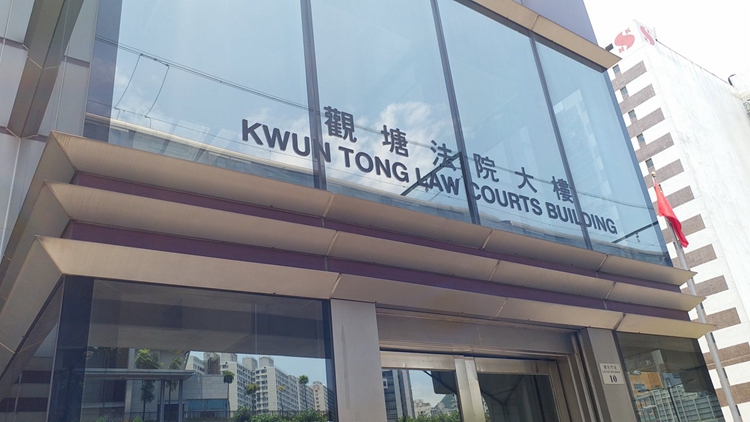 觀塘法院大樓
KWUN TONG LAW COURTS BUILDING
10